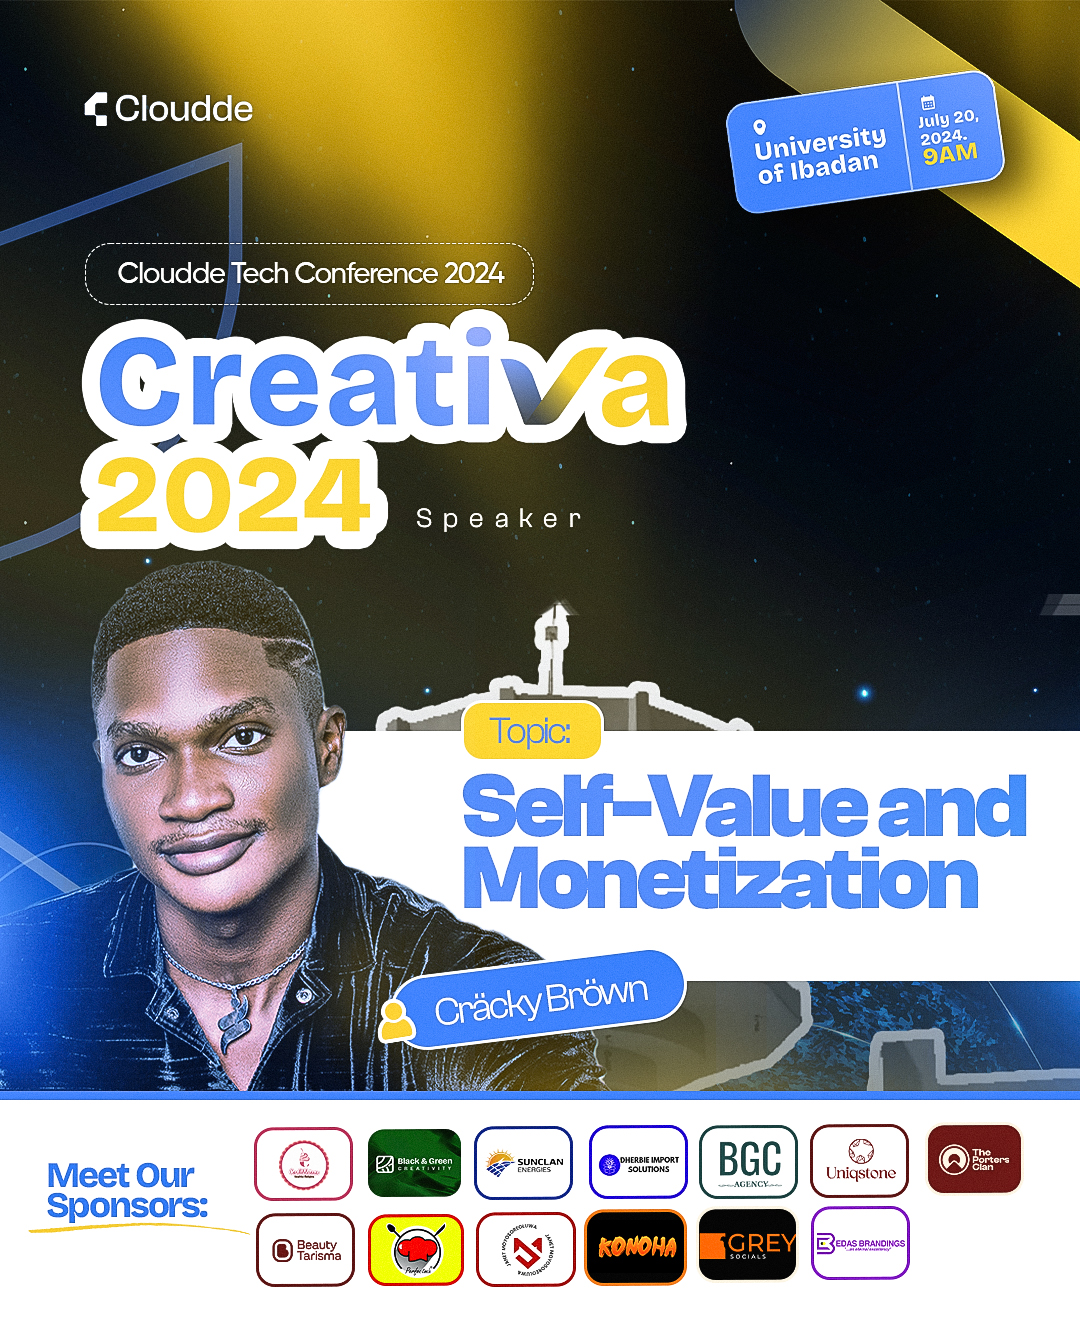 Cloudde
University
of Ibadan
July 20,
2024.
9AM
Cloudde Tech Conference 2024
Creativa
2024
Speaker
Topic:
Self-Value and
Monetization
Cräcky Bröwn
Meet Our
Sponsors:
Black & Green
CREATIVITY
SUNCLAN
ENERGIES
DHERBIE IMPORT
SOLUTIONS
BGC
AGENCY
Uniqstone
The
Porters
Clan
Beauty
Tarisma
JANET MOTOSORESOLUWA
KONOHA
GREY
SOCIALS
EDAS BRANDINGS